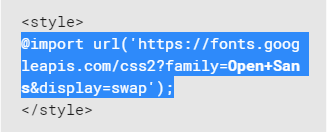 <style>
@import url('https://fonts.goog
leapis.com/css2?family=Open+San
s&display=swap');
</style>